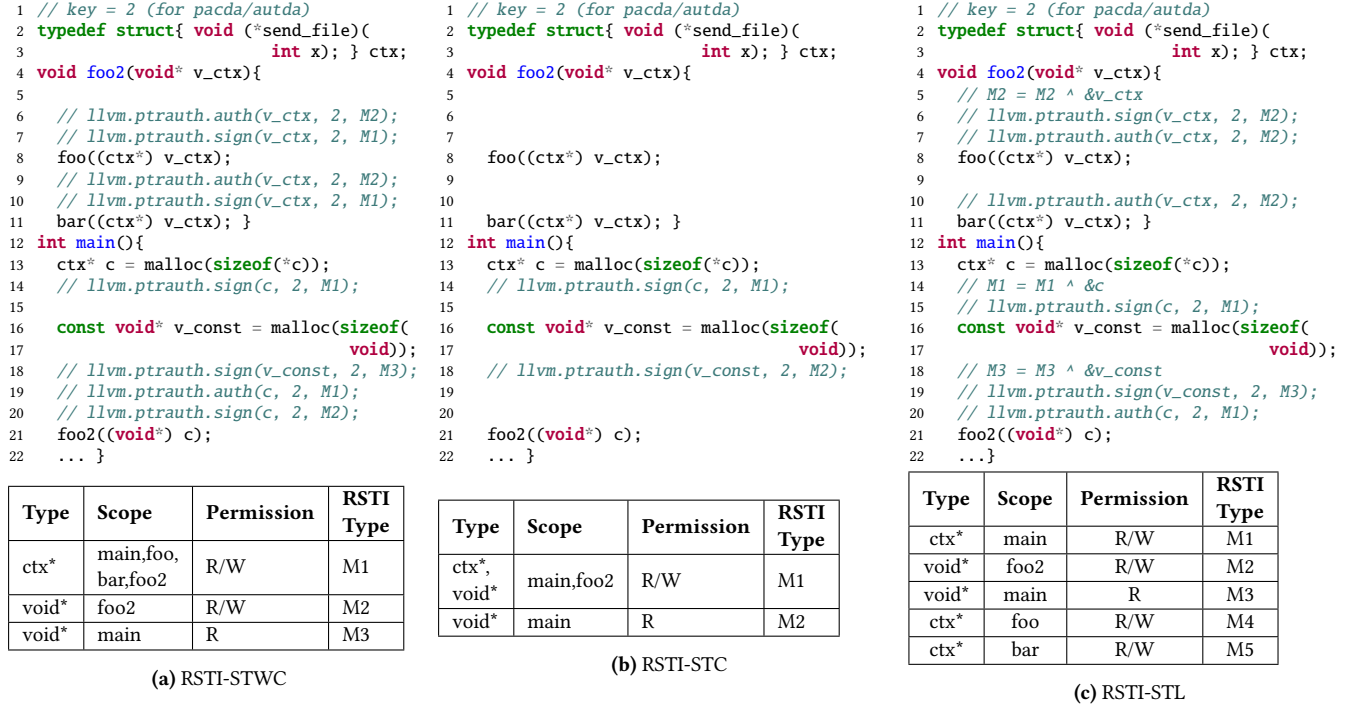 1 // key = 2 (for pacda/autda)
2 typedef struct{ void (*send_file)(
3 int x); } ctx;
4 void foo2(void* v_ctx){
5
6 // llvm.ptrauth.auth(v_ctx, 2, M2);
7 // llvm.ptrauth.sign(v_ctx, 2, M1);
8 foo((ctx*) v_ctx);
9 // llvm.ptrauth.auth(v_ctx, 2, M2);
10 // llvm.ptrauth.sign(v_ctx, 2, M1);
11 bar((ctx*) v_ctx); }
12 int main(){
13 ctx* c = malloc(sizeof(*c));
14 // llvm.ptrauth.sign(c, 2, M1);
15
16 const void* v_const = malloc(sizeof(
17 void));
18 // llvm.ptrauth.sign(v_const, 2, M3);
19 // llvm.ptrauth.auth(c, 2, M1);
20 // llvm.ptrauth.sign(c, 2, M2);
21 foo2((void*) c);
22 ... }
Type Scope Permission RSTI Type
ctx* main,foo, bar,foo2 R/W M1
void* foo2 R/W M2
void* main R M3
(a) RSTI-STWC
1 // key = 2 (for pacda/autda)
2 typedef struct{ void (*send_file)(
3 int x); } ctx;
4 void foo2(void* v_ctx){
5
6
7
8 foo((ctx*) v_ctx);
9
10
11 bar((ctx*) v_ctx); }
12 int main(){
13 ctx* c = malloc(sizeof(*c));
14 // llvm.ptrauth.sign(c, 2, M1);
15
16 const void* v_const = malloc(sizeof(
17 void));
18 // llvm.ptrauth.sign(v_const, 2, M2);
19
20
21 foo2((void*) c);
22 ... }
Type Scope Permission RSTI Type
ctx*, void* main,foo2 R/W M1
void* main R M2
(b) RSTI-STC
1 // key = 2 (for pacda/autda)
2 typedef struct{ void (*send_file)(
3 int x); } ctx;
4 void foo2(void* v_ctx){
5 // M2 = M2 ^ &v_ctx
6 // llvm.ptrauth.sign(v_ctx, 2, M2);
7 // llvm.ptrauth.auth(v_ctx, 2, M2);
8 foo((ctx*) v_ctx);
9
10 // llvm.ptrauth.auth(v_ctx, 2, M2);
11 bar((ctx*) v_ctx); }
12 int main(){
13 ctx* c = malloc(sizeof(*c));
14 // M1 = M1 ^ &c
15 // llvm.ptrauth.sign(c, 2, M1);
16 const void* v_const = malloc(sizeof(
17 void));
18 // M3 = M3 ^ &v_const
19 // llvm.ptrauth.sign(v_const, 2, M3);
20 // llvm.ptrauth.auth(c, 2, M1);
21 foo2((void*) c);
22 ...}
Type Scope Permission RSTI Type
ctx* main R/W M1
void* foo2 R/W M2
void* main R M3
ctx* foo R/W M4
ctx* bar R/W M5
(c) RSTI-STL